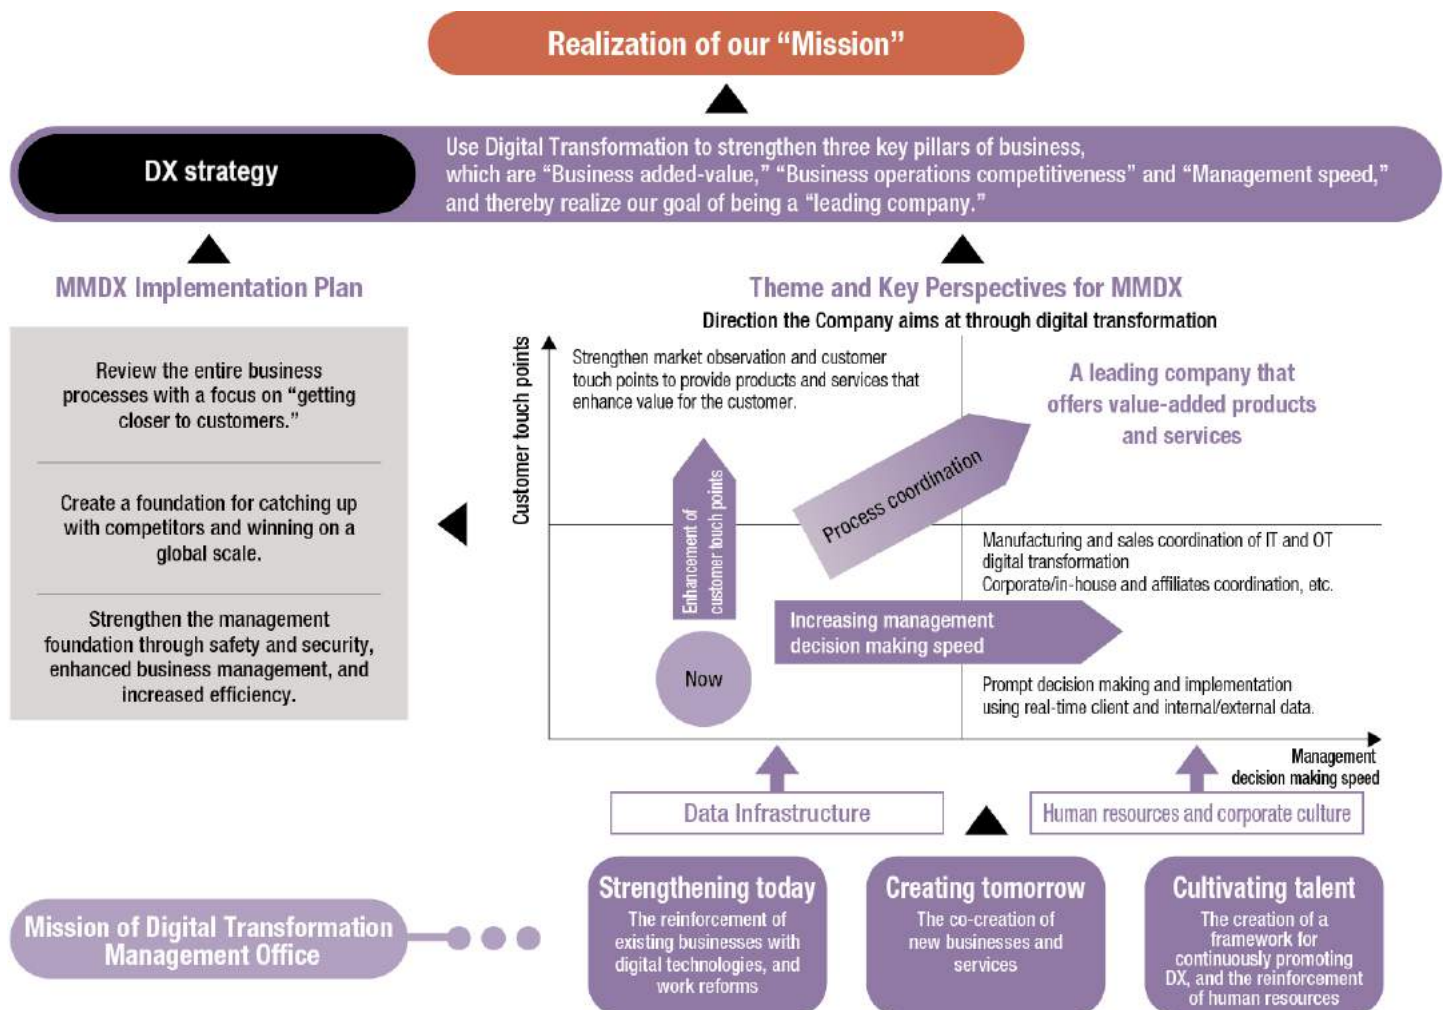 Realization of our “Mission”
DX strategy
Use Digital Transformation to strengthen three key pillars of business,
which are “Business added-value,” “Business operations competitiveness” and “Management speed,”
and thereby realize our goal of being a “leading company.”
MMDX Implementation Plan
Review the entire business
processes with a focus on “getting
closer to customers.”
Create a foundation for catching up
with competitors and winning on a
global scale.
Strengthen the management
foundation through safety and security,
enhanced business management, and
increased efficiency.
Theme and Key Perspectives for MMDX
Direction the Company aims at through digital transformation
Customer touch points
Strengthen market observation and customer
touch points to provide products and services that
enhance value for the customer.
A leading company that
offers value-added products
and services
Enhancement of
customer touch points
Process coordination
Manufacturing and sales coordination of IT and OT
digital transformation
Corporate/in-house and affiliates coordination, etc.
Increasing management
decision making speed
Now
Prompt decision making and implementation
using real-time client and internal/external data.
Management
decision making speed
Data Infrastructure
Human resources and corporate culture
Mission of Digital Transformation
Management Office
Strengthening today
The reinforcement of
existing businesses with
digital technologies, and
work reforms
Creating tomorrow
The co-creation of
new businesses and
services
Cultivating talent
The creation of a
framework for
continuously promoting
DX, and the reinforcement
of human resources